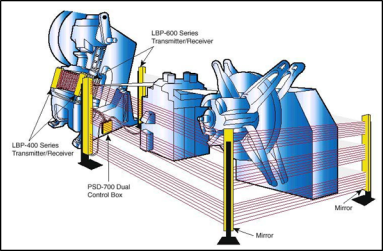 LBP-600 Series
Transmitter/Receiver
LBP-400 Series
Transmitter/Receiver
PSD-700 Dual
Control Box
Mirror
Mirror